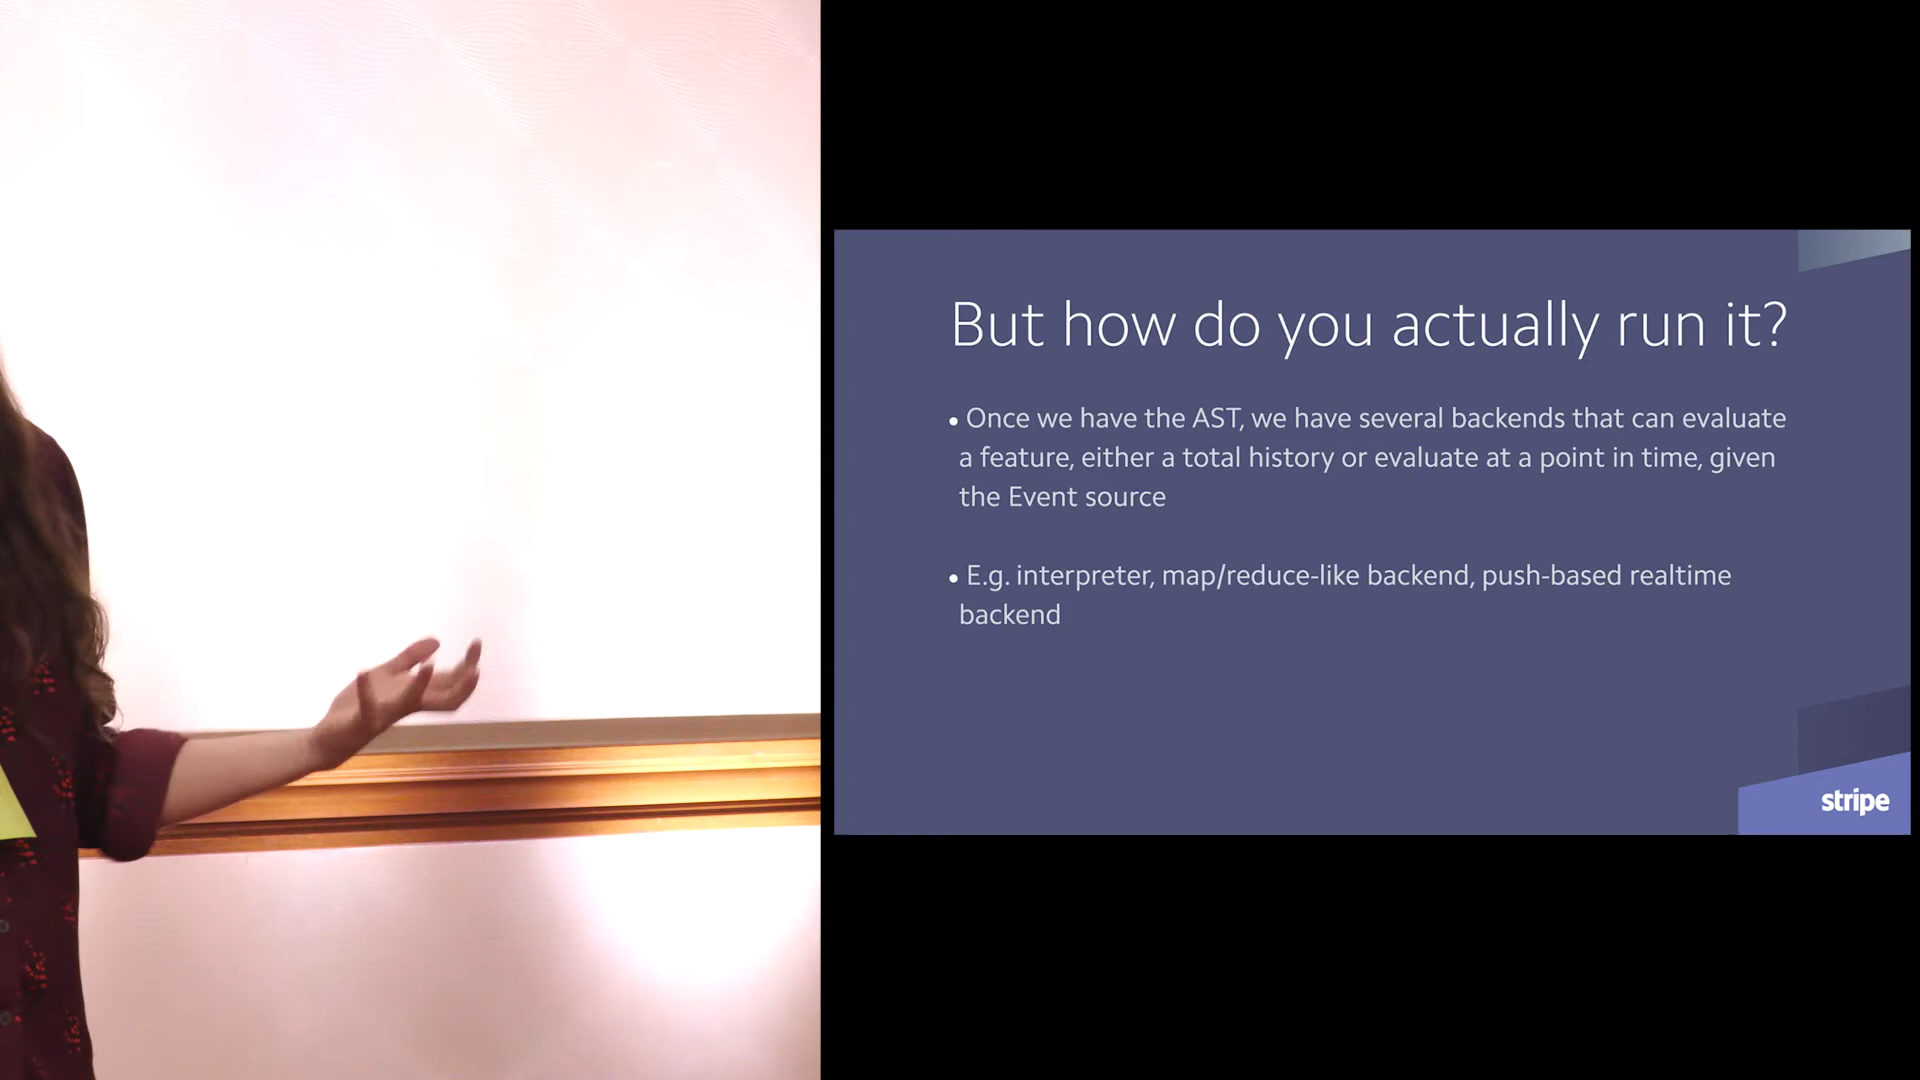 But how do you actually run it?
• Once we have the AST, we have several backends that can evaluate
a feature, either a total history or evaluate at a point in time, given
the Event source
• E.g. interpreter, map/reduce-like backend, push-based realtime
backend
stripe